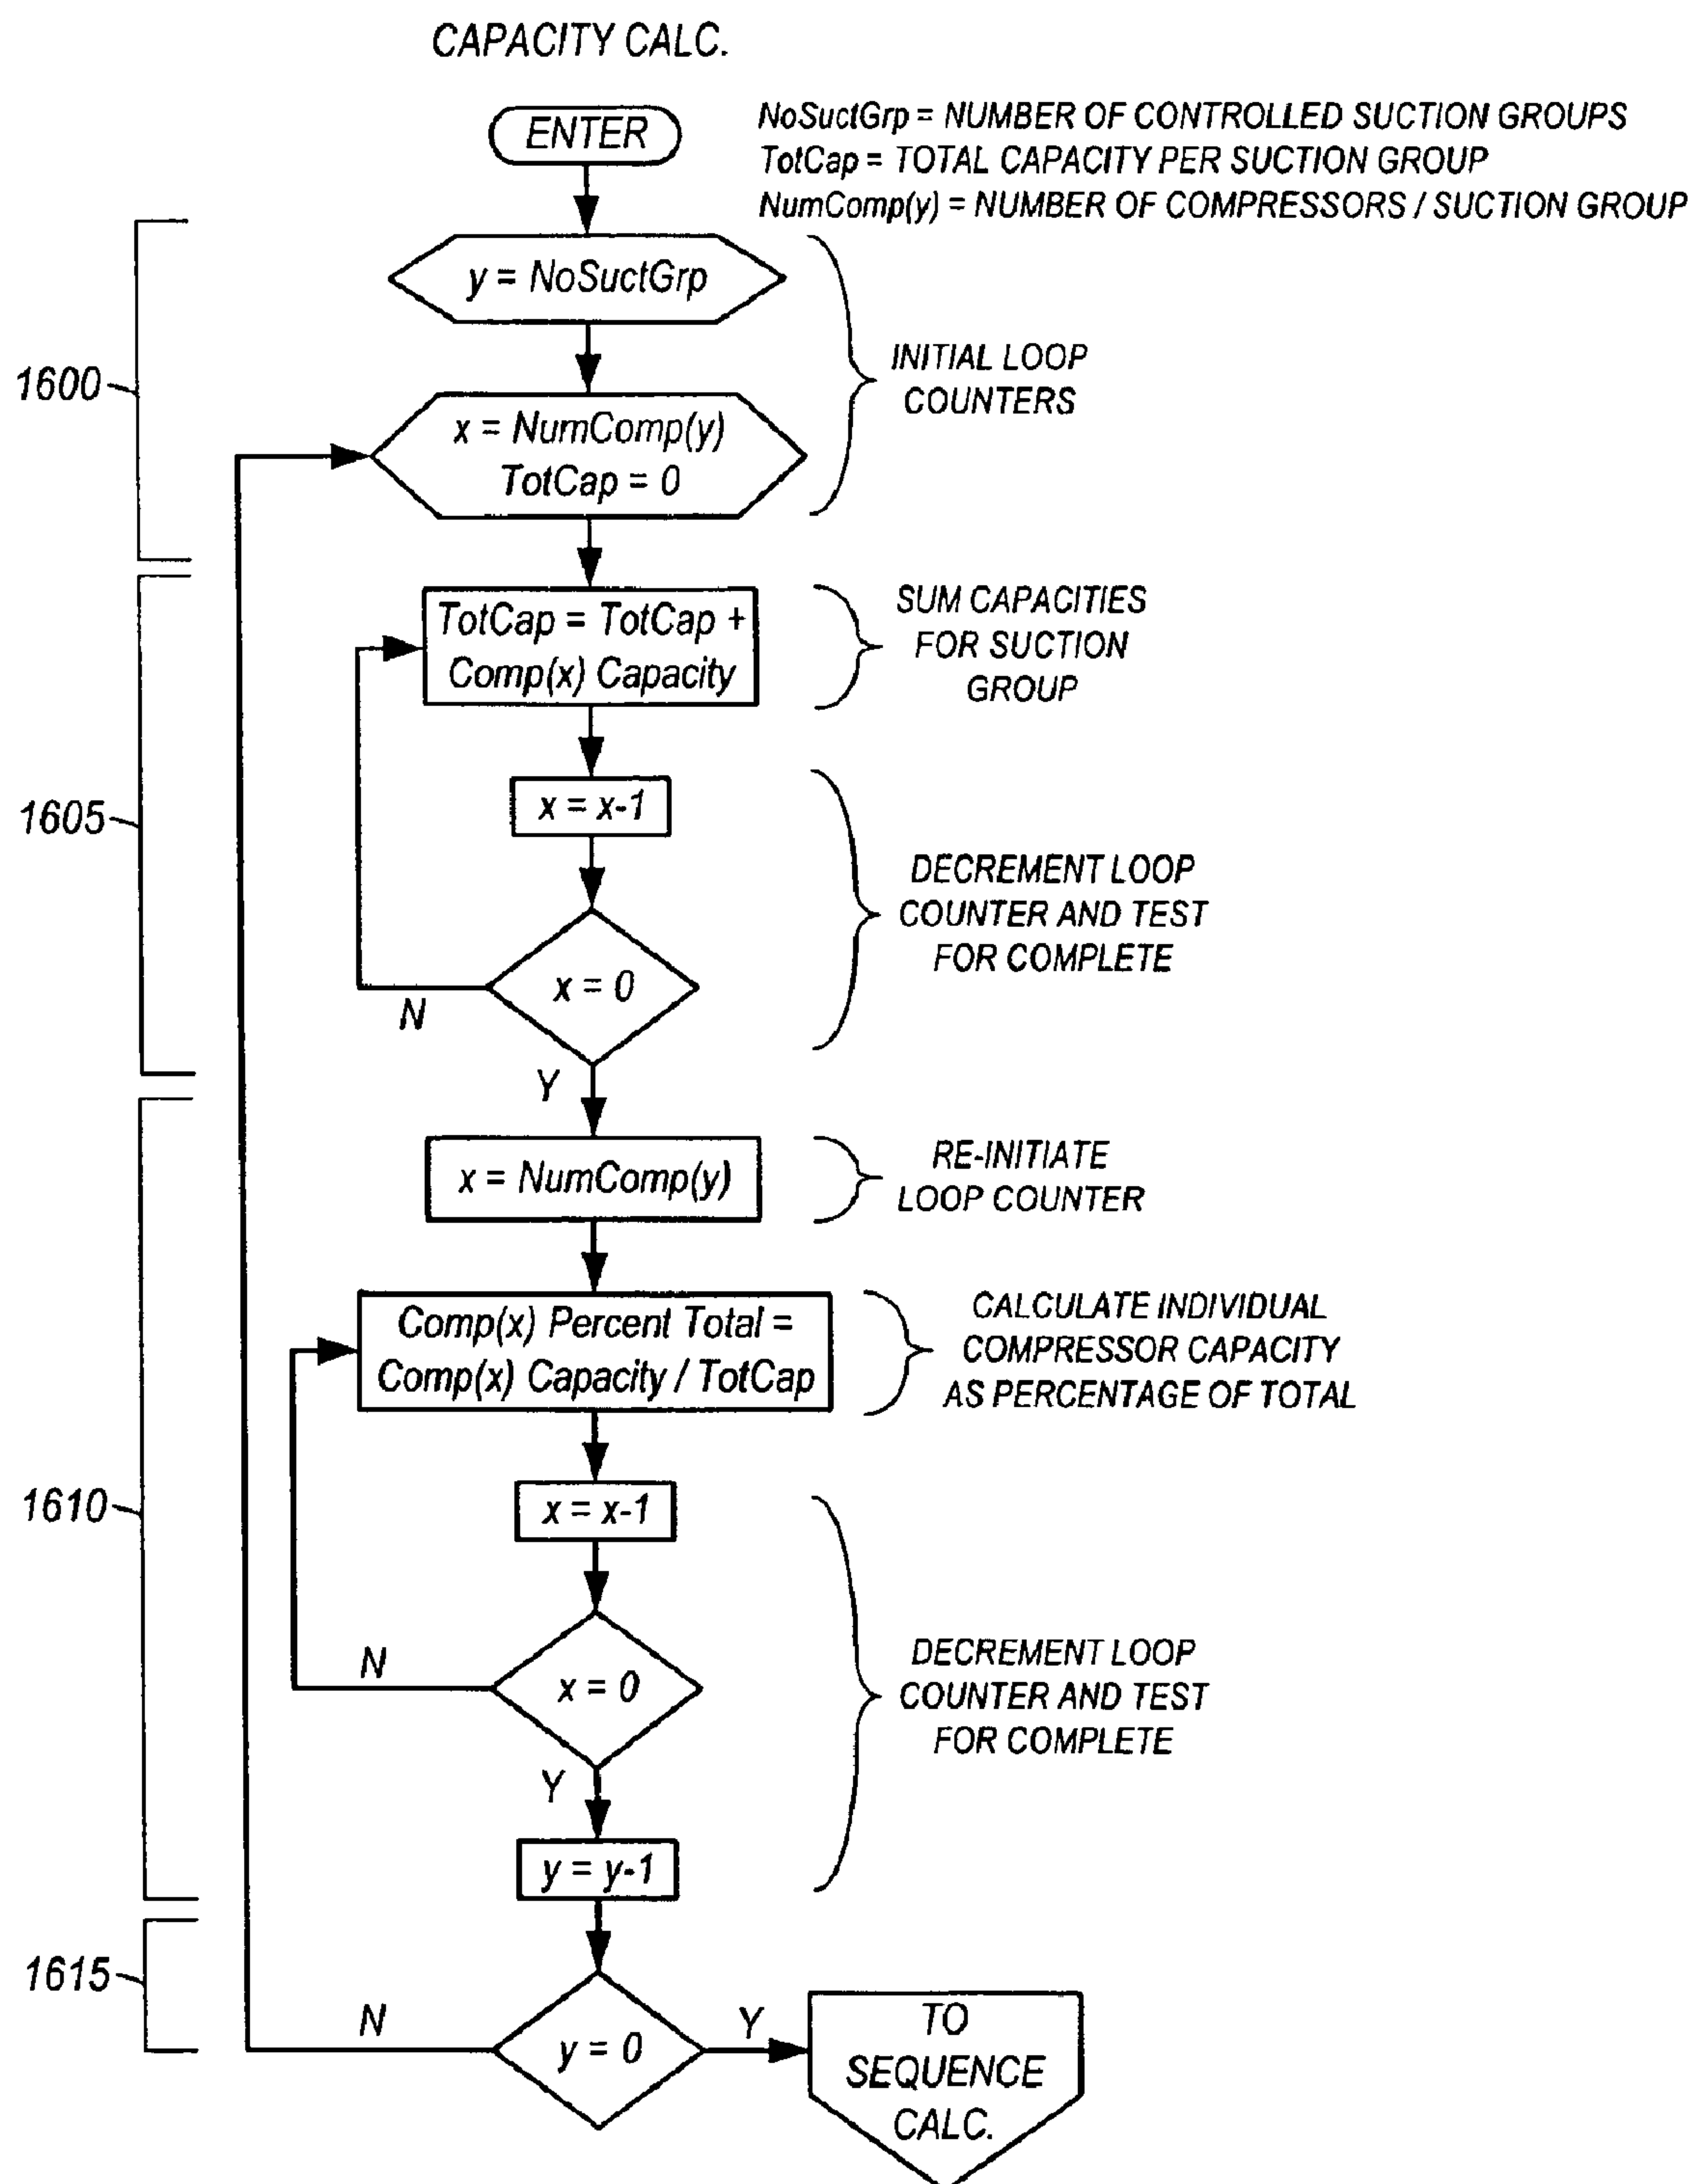 CAPACITY CALC.
ENTER
NoSuctGrp = NUMBER OF CONTROLLED SUCTION GROUPS
TotCap = TOTAL CAPACITY PER SUCTION GROUP
NumComp(y) = NUMBER OF COMPRESSORS / SUCTION GROUP
y = NoSuctGrp
1600
x = NumComp(y)
TotCap = 0
INITIAL LOOP
COUNTERS
TotCap = TotCap +
Comp(x) Capacity
SUM CAPACITIES
FOR SUCTION
GROUP
1605
x = x-1
x = 0
N
Y
DECREMENT LOOP
COUNTER AND TEST
FOR COMPLETE
x = NumComp(y)
RE-INITIATE
LOOP COUNTER
Comp(x) Percent Total =
Comp(x) Capacity / TotCap
CALCULATE INDIVIDUAL
COMPRESSOR CAPACITY
AS PERCENTAGE OF TOTAL
1610
x = x-1
x = 0
N
Y
y = y-1
DECREMENT LOOP
COUNTER AND TEST
FOR COMPLETE
1615
N
y = 0
Y
TO
SEQUENCE
CALC.